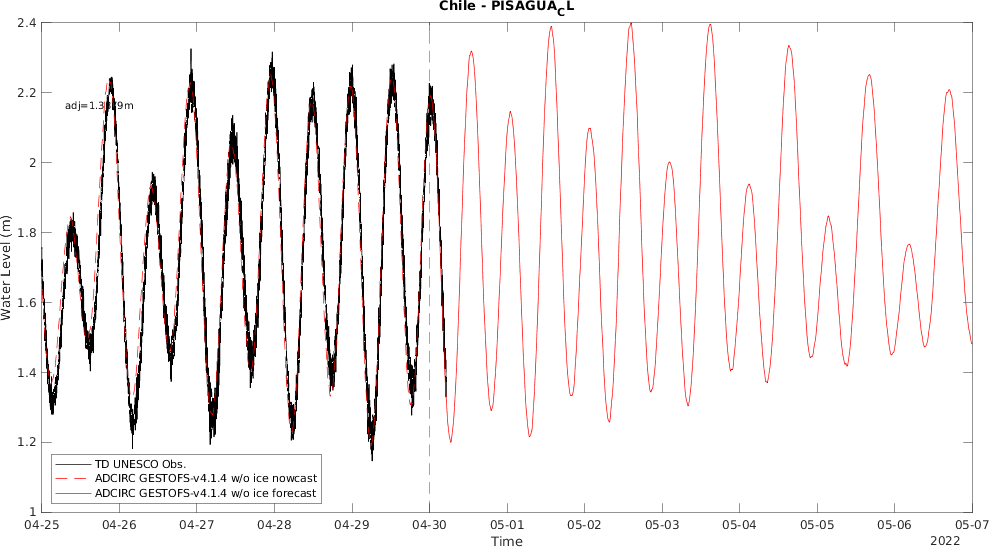 Chile - PISAGUA_CL
2.4
2.2
2
1.8
1.6
1.4
1.2
1
Water Level (m)
TD UNESCO Obs.
ADCIRC GESTOFS-v4.1.4 w/o ice nowcast
ADCIRC GESTOFS-v4.1.4 w/o ice forecast
04-25 04-26 04-27 04-28 04-29 04-30 05-01 05-02 05-03 05-04 05-05 05-06 05-07
Time
2022